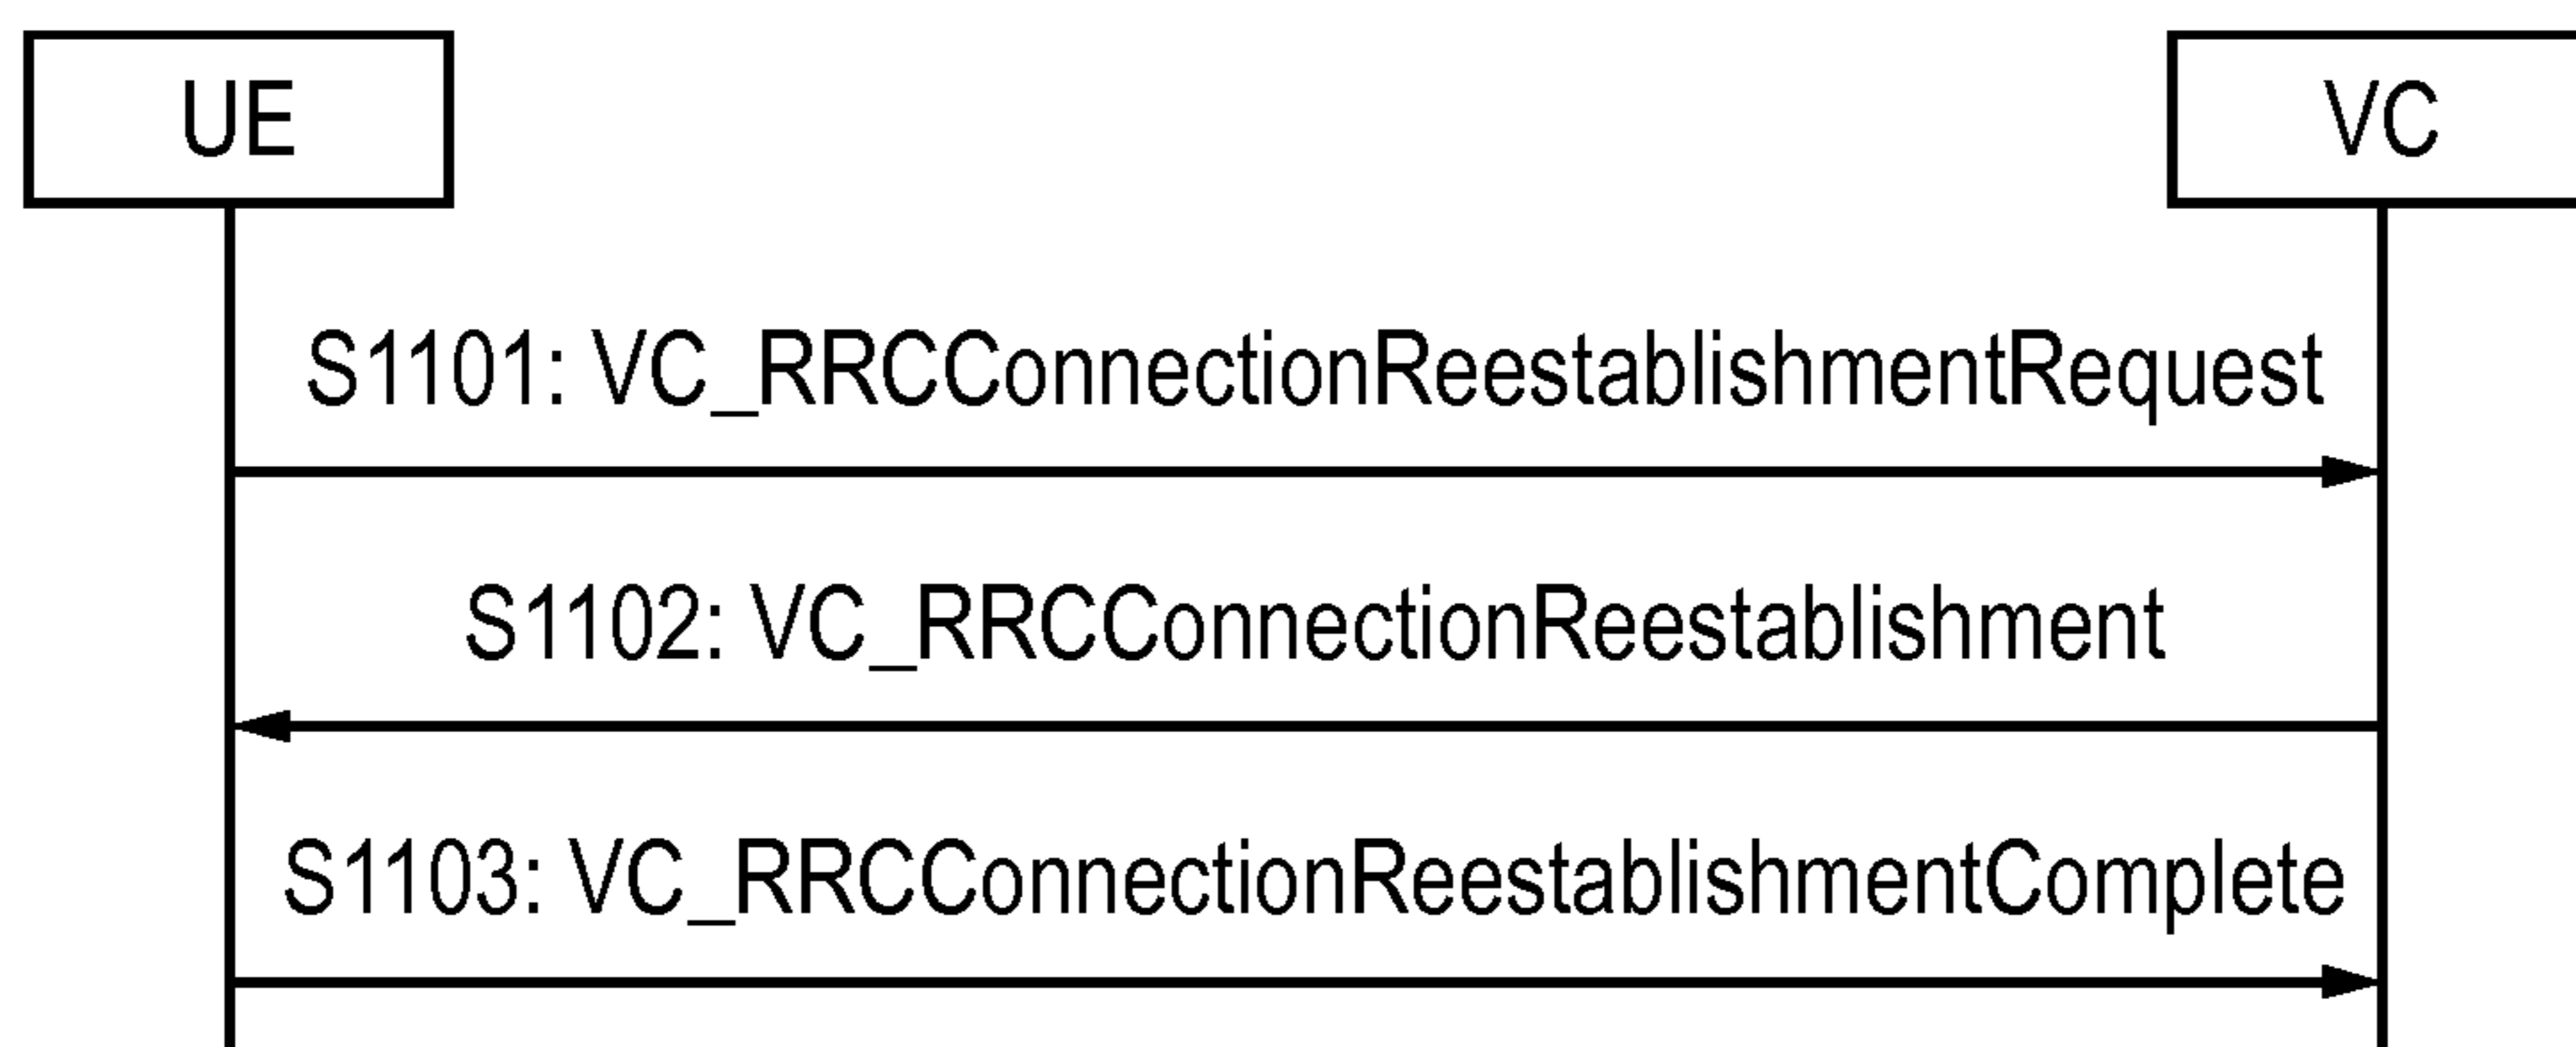 UE
VC
S1101: VC_RRCConnectionReestablishmentRequest
S1102: VC_RRCConnectionReestablishment
S1103: VC_RRCConnectionReestablishmentComplete